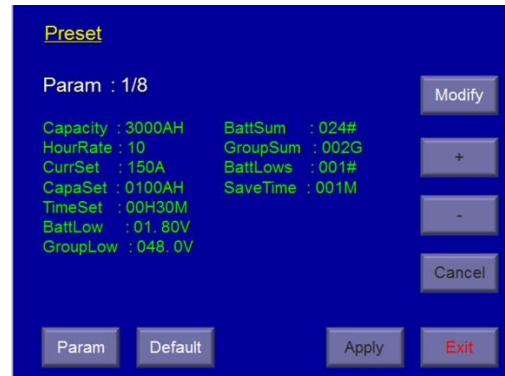 Preset
Param : 1/8
Modify
Capacity : 3000AH BattSum : 024#
HourRate : 10 GroupSum : 002G
+
CurrSet : 150A BattLows : 001#
CapaSet : 0100AH SaveTime : 001M
TimeSet : 00H30M
-
BattLow : 01. 80V
GroupLow : 048. 0V
Cancel
Param Default Apply Exit